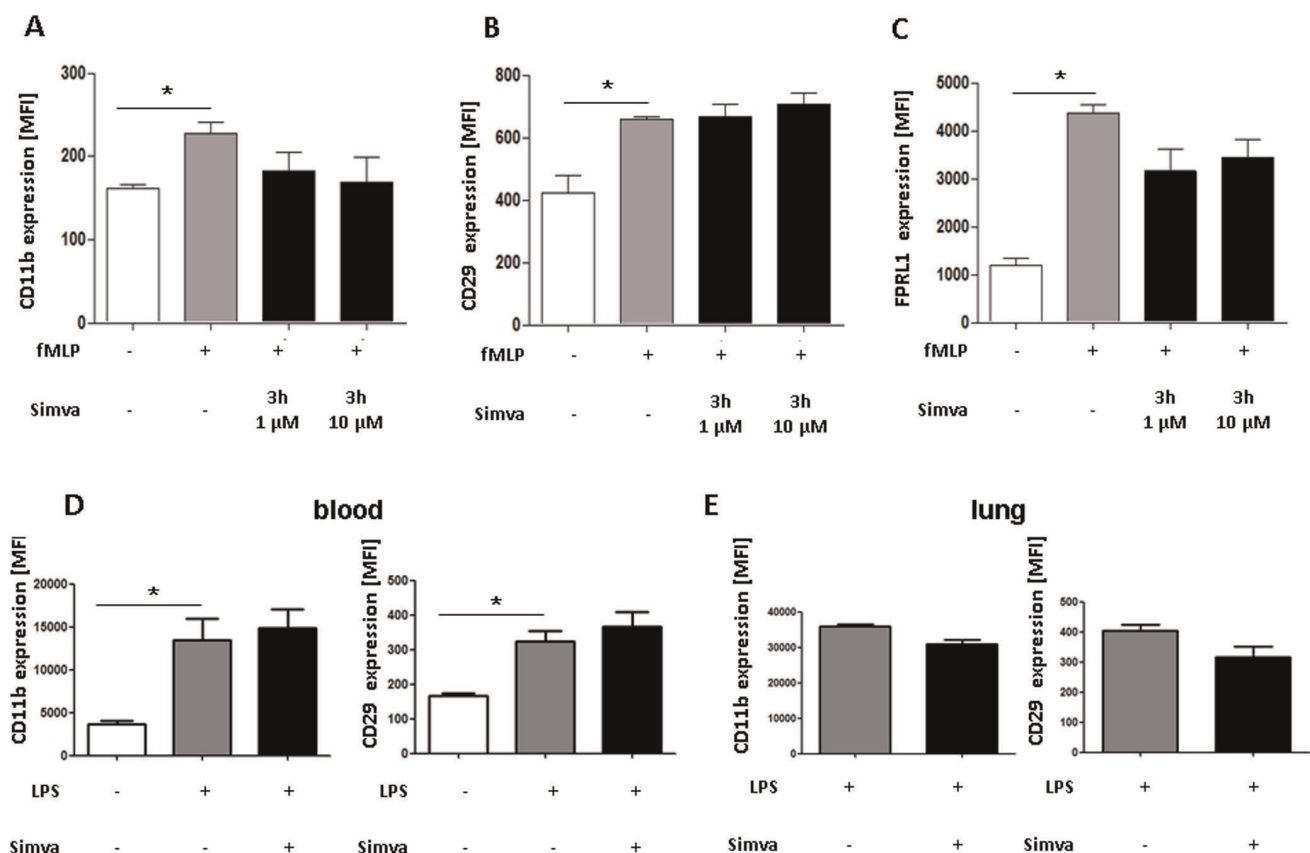 A
CD11b expression [MFI]
300
200
100
0
*
fMLP - + + +
Simva - - 3h 3h
1 µM 10 µM
B
CD29 expression [MFI]
800
600
400
200
0
*
fMLP - + + +
Simva - - 3h 3h
1 µM 10 µM
C
FPRL1 expression [MFI]
5000
4000
3000
2000
1000
0
*
fMLP - + + +
Simva - - 3h 3h
1 µM 10 µM
D
blood
CD11b expression [MFI
20000
15000
10000
5000
0
*
LPS - + +
Simva - - +
CD29 expression [MFI]
500
400
300
200
100
0
*
LPS - + +
Simva - - +
E
lung
CD11b expression [MFI]
40000
30000
20000
10000
0
LPS + +
Simva - +
CD29 expression [MFI]
500
400
300
200
100
0
LPS + +
Simva - +